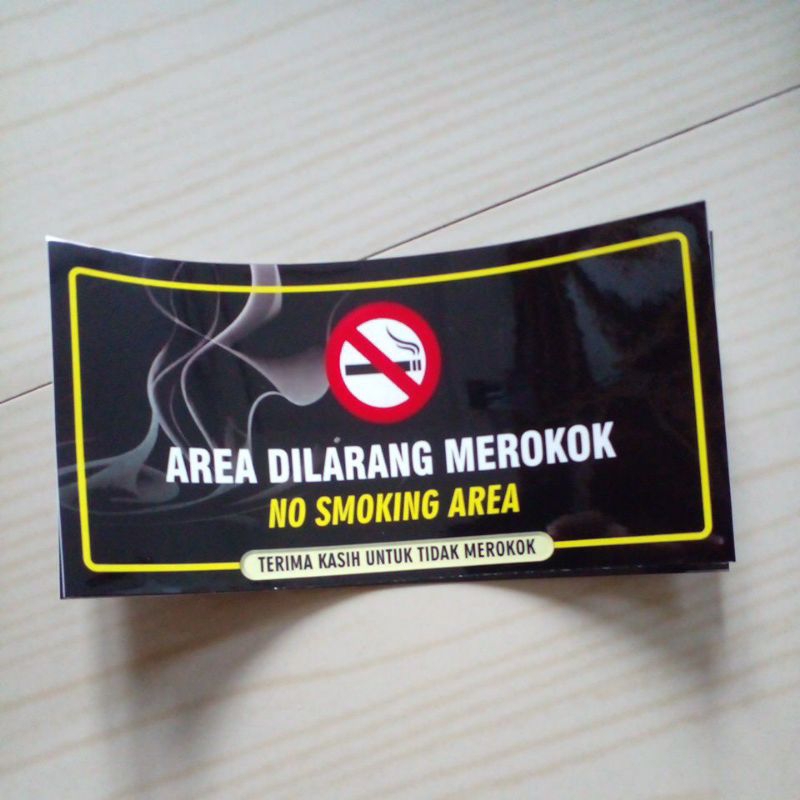 AREA DILARANG MEROKOK
NO SMOKING AREA
TERIMA KASIH UNTUK TIDAK MEROKOK